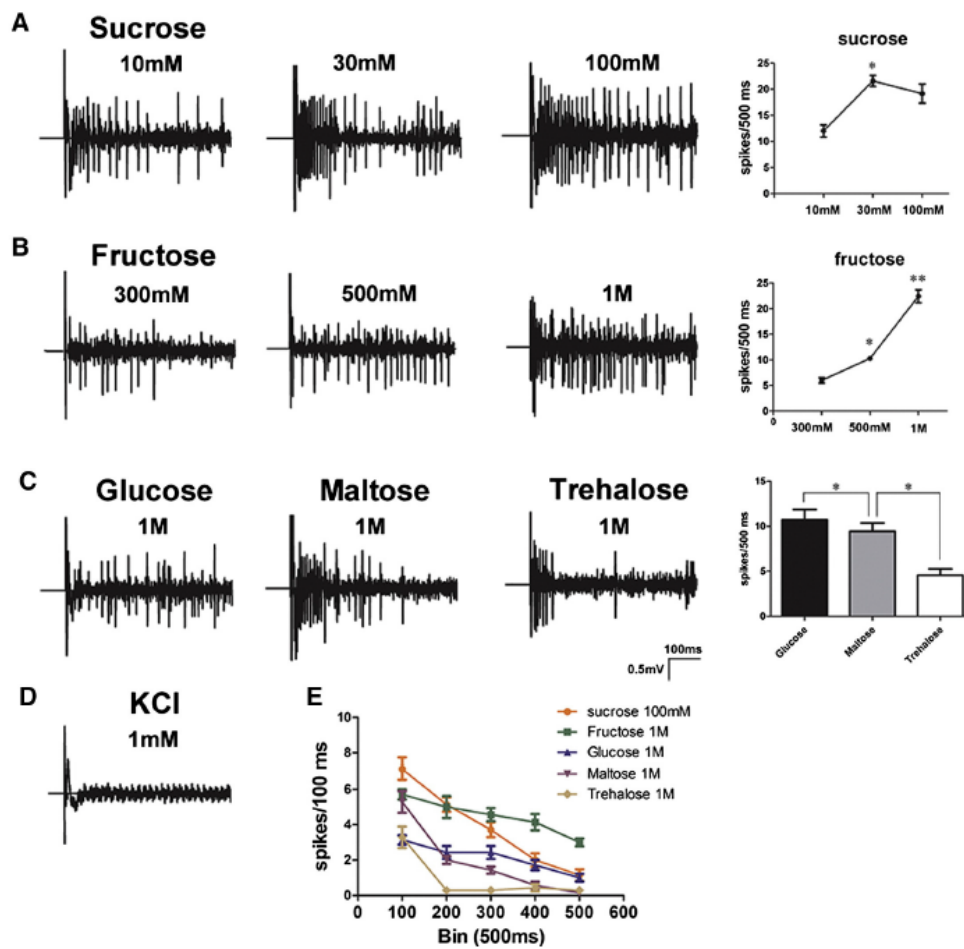 A
Sucrose
10mM
30mM
100mM
sucrose
spikes/500 ms
25
20
15
10
5
0
*
10mM
30mM
100mM
B
Fructose
300mM
500mM
1M
fructose
spikes/500 ms
25
20
15
10
5
0
*
**
0
300mM
500mM
1M
C
Glucose
1M
Maltose
1M
Trehalose
1M
100ms
0.5mV
spikes/500 ms
15
10
5
0
*
*
Glucose
Maltose
Trehalose
D
KCl
1mM
E
spikes/100 ms
10
8
6
4
2
0
0
100
200
300
400
500
600
Bin (500ms)
sucrose 100mM
Fructose 1M
Glucose 1M
Maltose 1M
Trehalose 1M